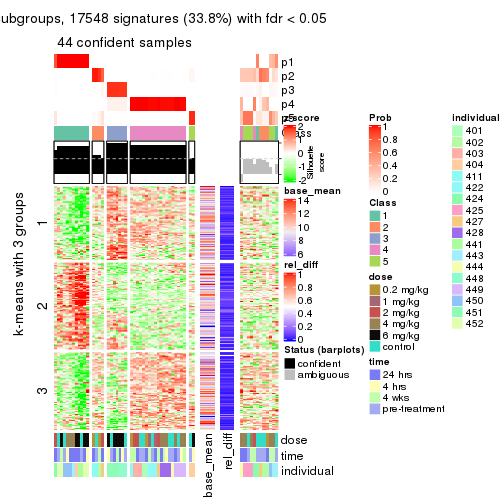 ubgroups, 17548 signatures (33.8%) with fdr < 0.05
44 confident samples
p1
p2
p3
p4
p5
Silhouette
score
k-means with 3 groups
1
2
3
dose
time
individual
base_mean
rel_diff
z-score
2
1
0
-1
-2
base_mean
14
12
10
8
6
rel_diff
1
0.8
0.6
0.4
0.2
0
Status (barplots)
confident
ambiguous
Prob
1
0.8
0.6
0.4
0.2
0
Class
1
2
3
4
5
dose
0.2 mg/kg
1 mg/kg
2 mg/kg
4 mg/kg
6 mg/kg
control
time
24 hrs
4 hrs
4 wks
pre-treatment
individual
401
402
403
404
411
422
424
425
427
428
441
443
444
448
449
450
451
452